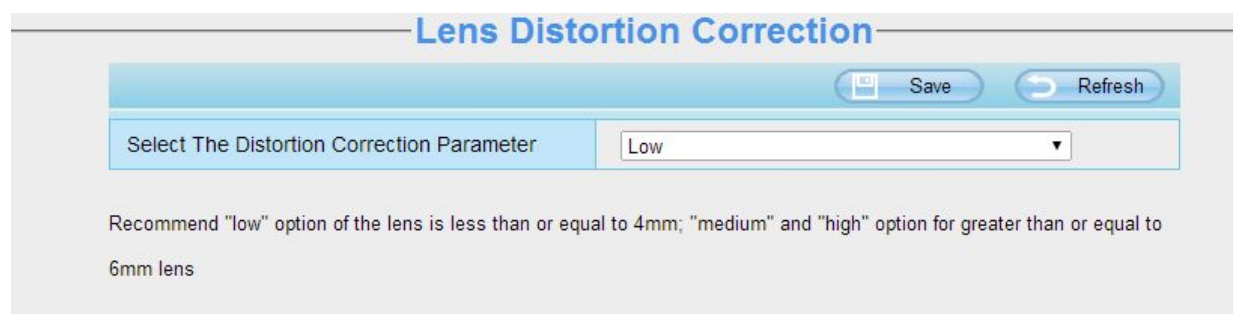 Lens Distortion Correction
Save Refresh
Select The Distortion Correction Parameter Low
Recommend "low" option of the lens is less than or equal to 4mm; "medium" and "high" option for greater than or equal to
6mm lens